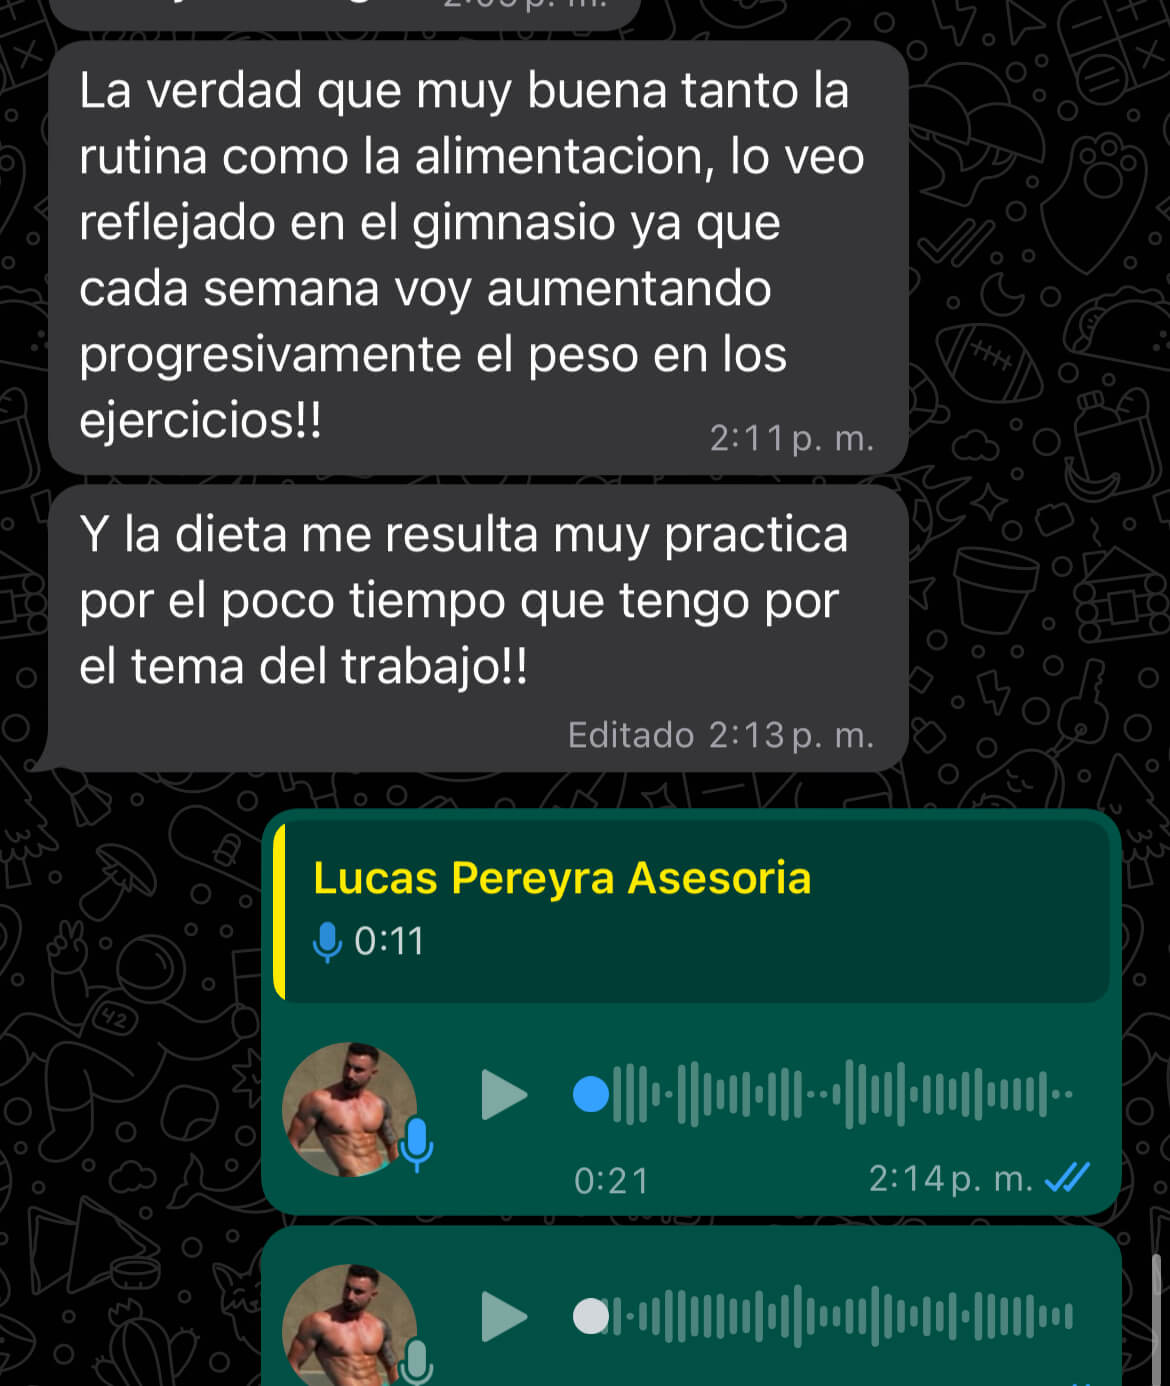 La verdad que muy buena tanto la
rutina como la alimentacion, lo veo
reflejado en el gimnasio ya que
cada semana voy aumentando
progresivamente el peso en los
ejercicios!!
2:11 p. m.
Y la dieta me resulta muy practica
por el poco tiempo que tengo por
el tema del trabajo!!
Editado 2:13 p. m.
Lucas Pereyra Asesoria
0:11
0:21
2:14 p. m.